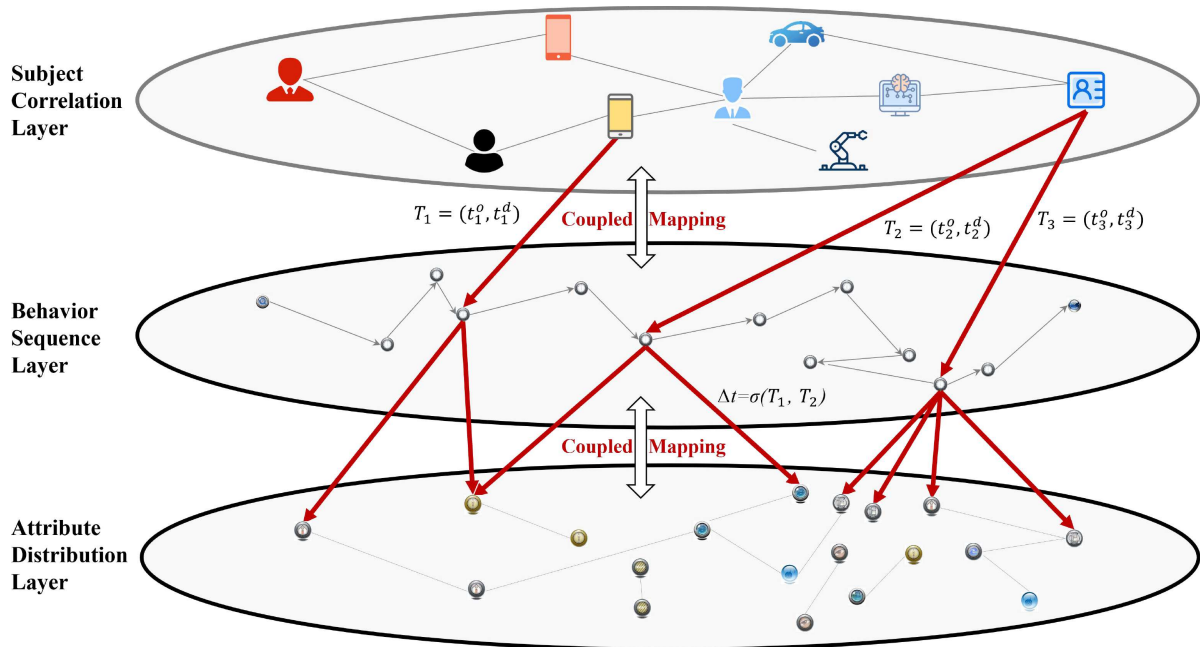 Subject
Correlation
Layer
T₁ = (t₁ᵒ, t₁ᵈ)
Coupled Mapping
T₂ = (t₂ᵒ, t₂ᵈ)
T₃ = (t₃ᵒ, t₃ᵈ)
Behavior
Sequence
Layer
Δt=σ(T₁, T₂)
Coupled Mapping
Attribute
Distribution
Layer